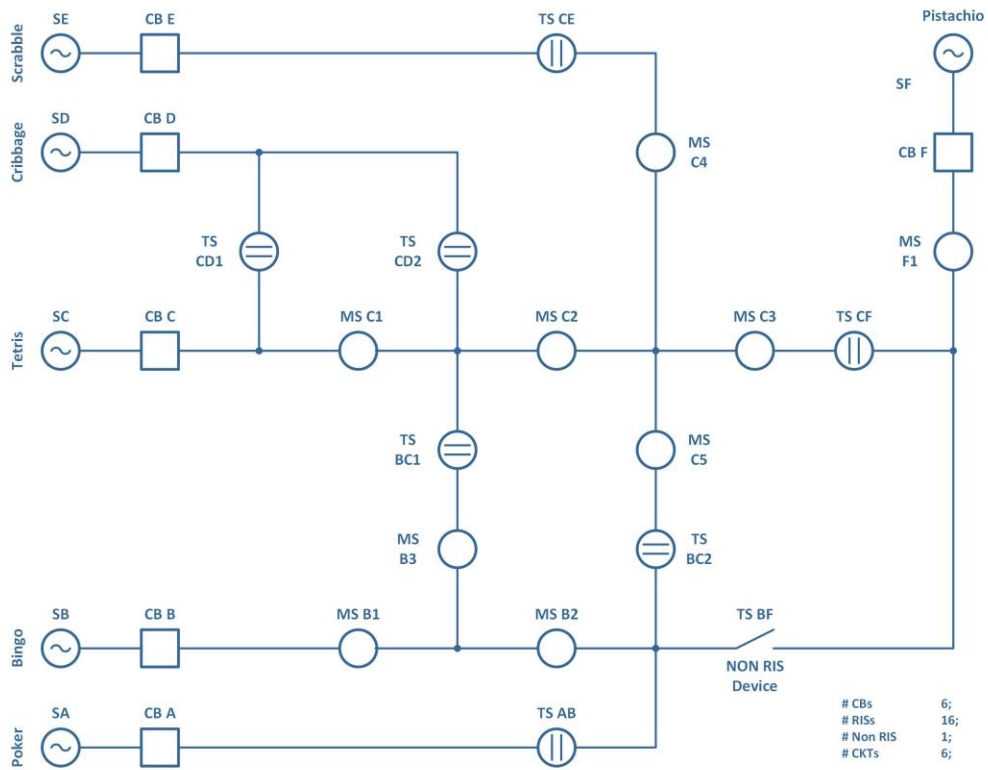 SE
CB E
TS CE
Pistachio
Scrabble
SF
SD
CB D
Cribbage
MS
C4
CB F
TS
CD1
TS
CD2
MS
F1
SC
CB C
MS C1
MS C2
MS C3
TS CF
Tetris
TS
BC1
MS
C5
MS
B3
TS
BC2
SB
CB B
MS B1
MS B2
TS BF
Bingo
NON RIS
Device
SA
CB A
TS AB
Poker
# CBs 6;
# RISs 16;
# Non RIS 1;
# CKTs 6;